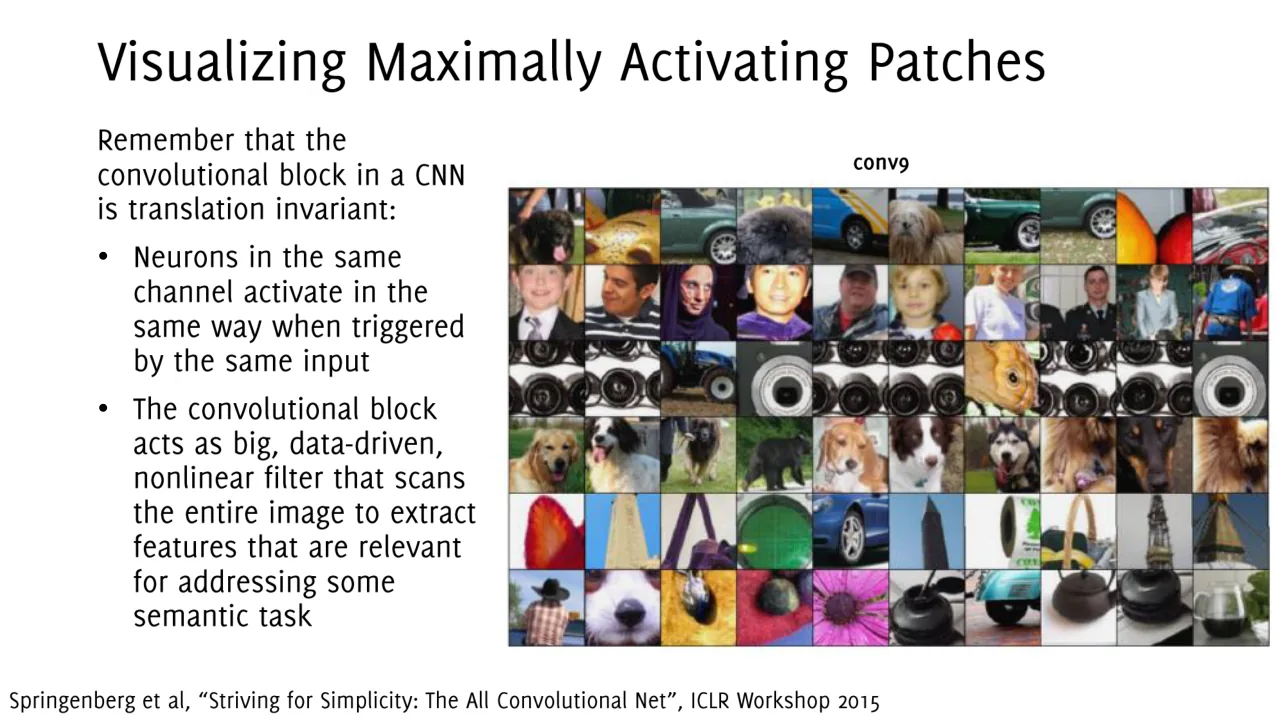 Visualizing Maximally Activating Patches
Remember that the
convolutional block in a CNN
is translation invariant:
• Neurons in the same
channel activate in the
same way when triggered
by the same input
• The convolutional block
acts as big, data-driven,
nonlinear filter that scans
the entire image to extract
features that are relevant
for addressing some
semantic task
conv9
Springenberg et al, “Striving for Simplicity: The All Convolutional Net”, ICLR Workshop 2015